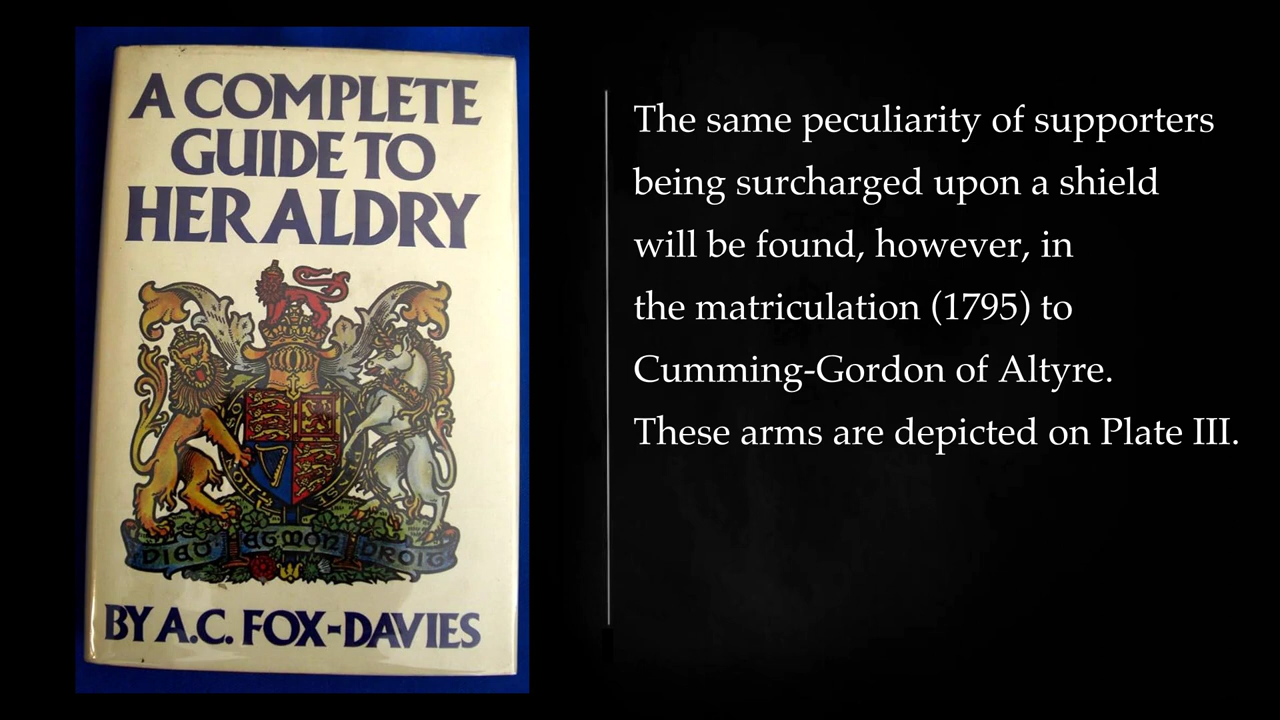 A COMPLETE
GUIDE TO
HERALDRY
DIEU ET MON DROIT
BY A.C. FOX-DAVIES
The same peculiarity of supporters
being surcharged upon a shield
will be found, however, in
the matriculation (1795) to
Cumming-Gordon of Altyre.
These arms are depicted on Plate III.